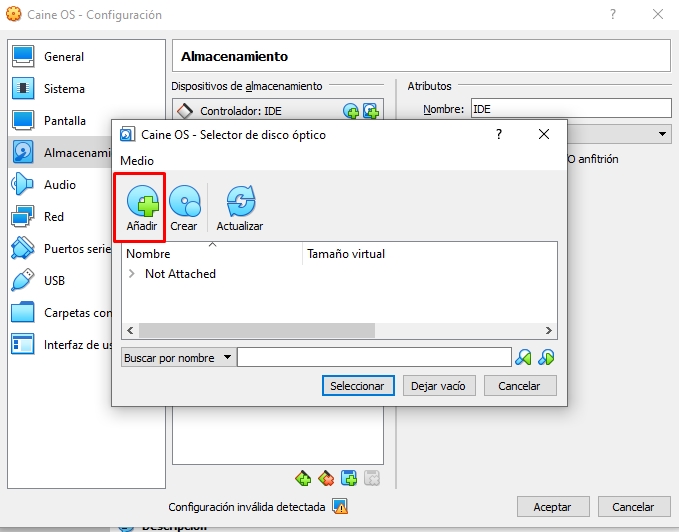 Caine OS - Configuración
General
Sistema
Pantalla
Almacenami
Audio
Red
Puertos serie
USB
Carpetas con
Interfaz de us
Almacenamiento
Dispositivos de almacenamiento
Controlador: IDE
Atributos
Nombre: IDE
O anfitrión
Caine OS - Selector de disco óptico
Medio
Añadir Crear Actualizar
Nombre Tamaño virtual
Not Attached
Buscar por nombre
Seleccionar Dejar vacío Cancelar
Configuración inválida detectada
Aceptar Cancelar
Descripción